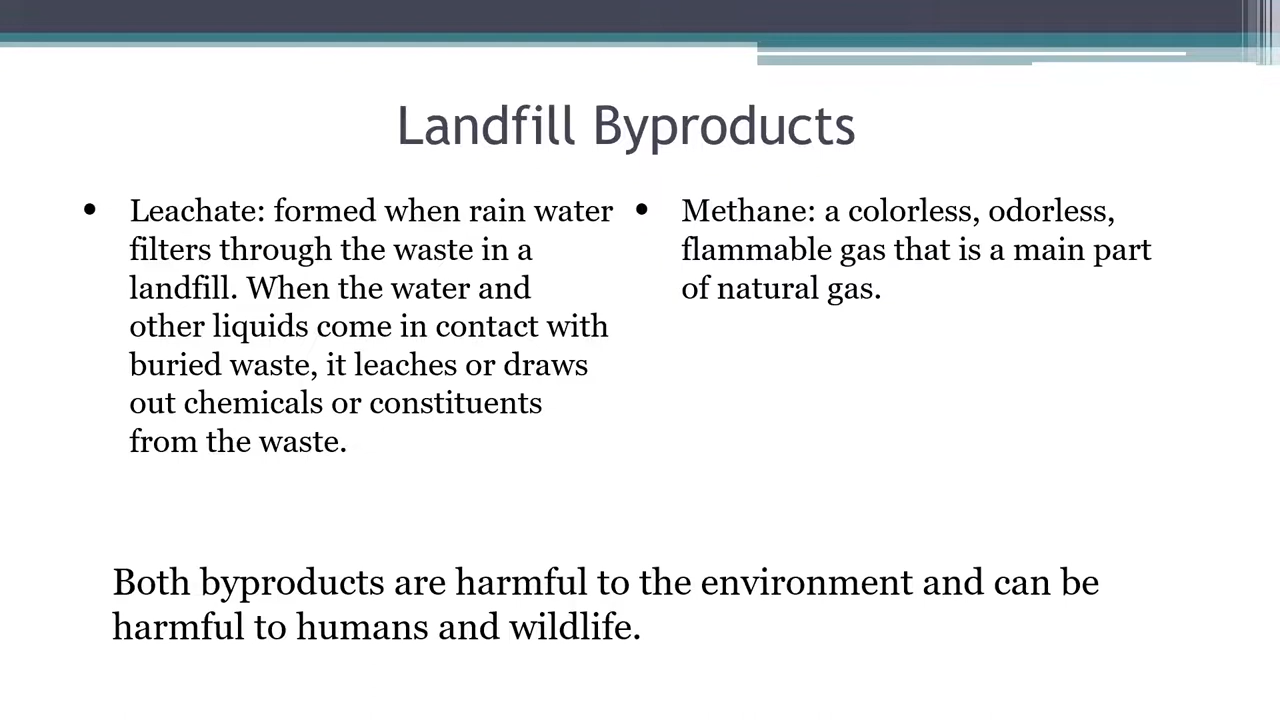 Landfill Byproducts
• Leachate: formed when rain water
filters through the waste in a
landfill. When the water and
other liquids come in contact with
buried waste, it leaches or draws
out chemicals or constituents
from the waste.
• Methane: a colorless, odorless,
flammable gas that is a main part
of natural gas.
Both byproducts are harmful to the environment and can be
harmful to humans and wildlife.